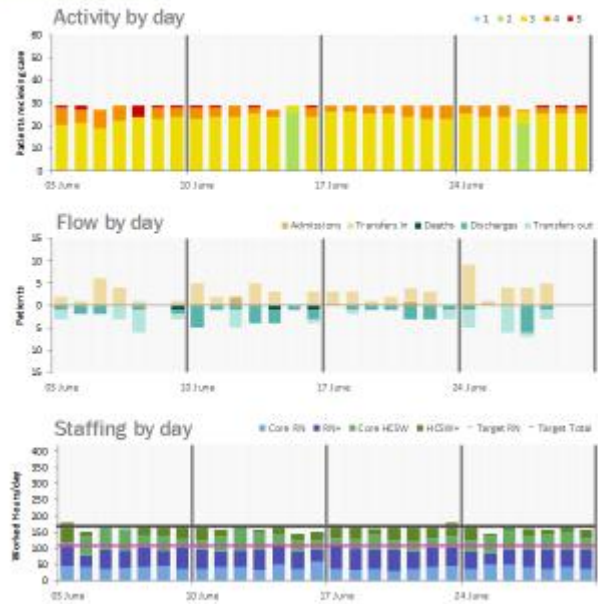 Activity by day
1 2 3 4 5
Patients recieving care
60
50
40
30
20
10
0
03 June 10 June 17 June 24 June
Flow by day
Admissions Transfers in Deaths Discharges Transfers out
Patients
15
10
5
0
5
10
15
03 June 10 June 17 June 24 June
Staffing by day
Core RN RN+ Core HCSW HCSW+ Target RN Target Total
Worked Hours/day
400
350
300
250
200
150
100
50
0
03 June 10 June 17 June 24 June